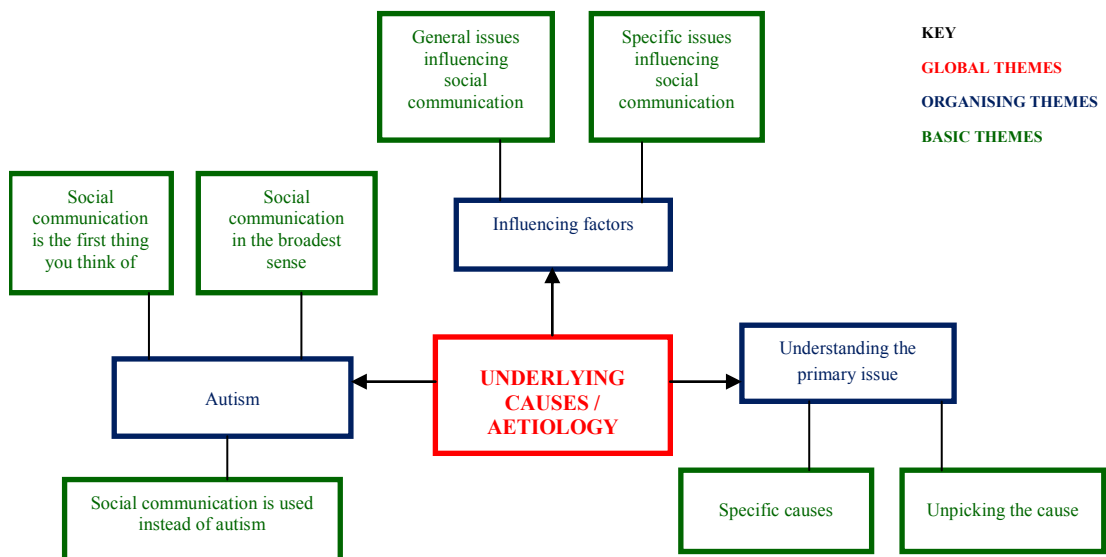 General issues
influencing
social
communication
Specific issues
influencing
social
communication
KEY
GLOBAL THEMES
ORGANISING THEMES
BASIC THEMES
Social
communication
is the first thing
you think of
Social
communication
in the broadest
sense
Influencing factors
Understanding the
primary issue
Autism
UNDERLYING
CAUSES /
AETIOLOGY
Social communication is used
instead of autism
Specific causes
Unpicking the cause